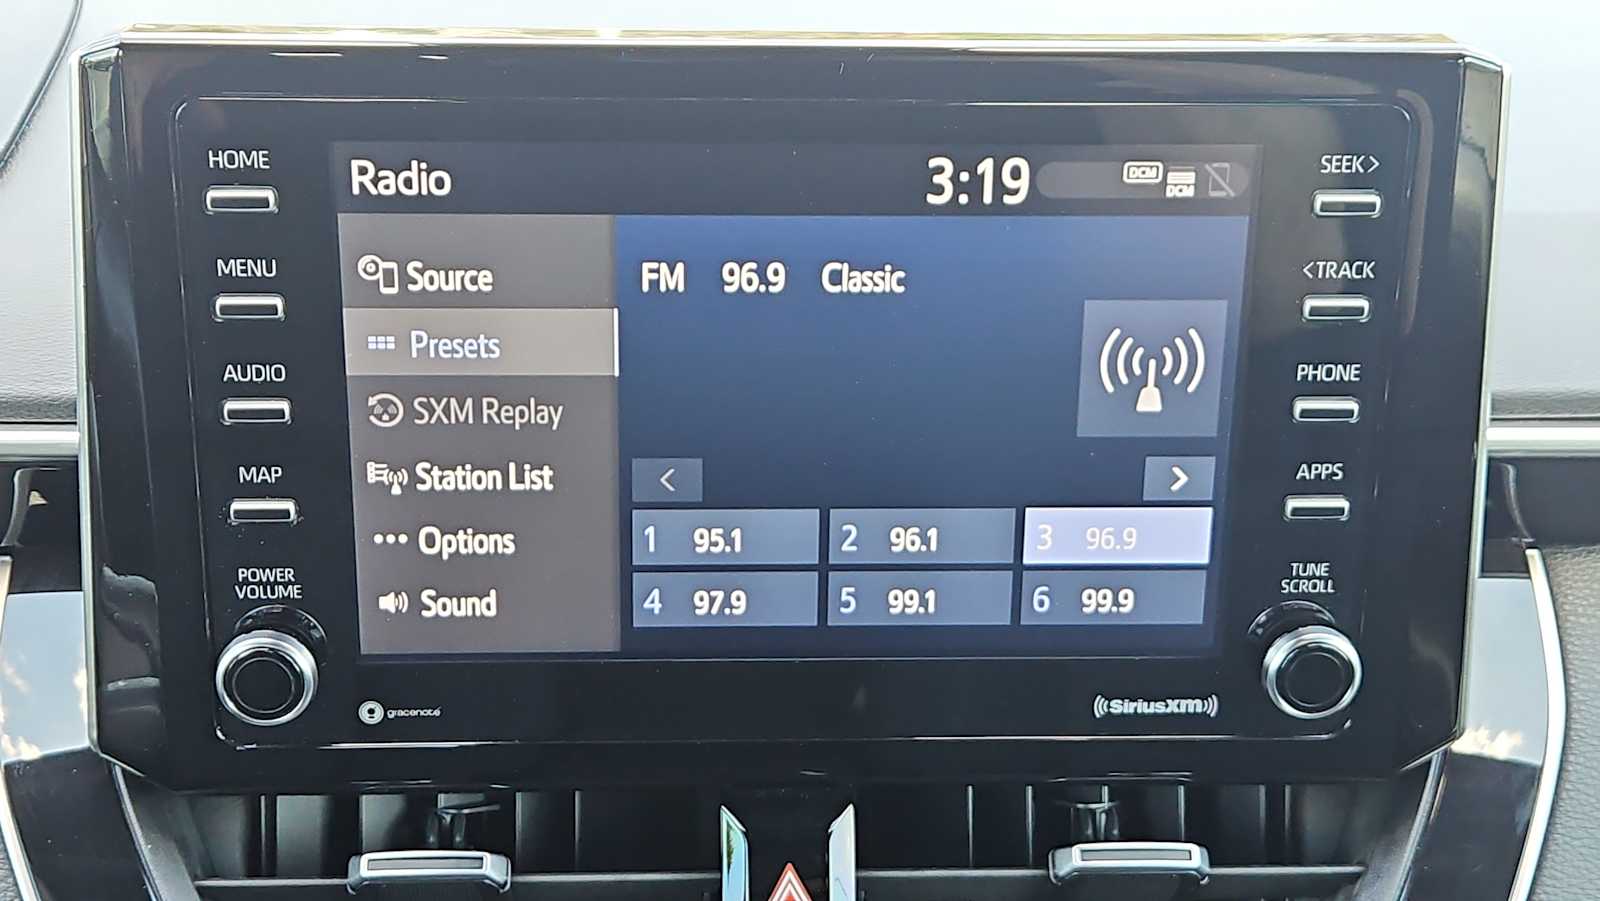 HOME
MENU
AUDIO
MAP
POWER
VOLUME
Radio
3:19
DCM
DCM
Source
Presets
SXM Replay
Station List
Options
Sound
FM 96.9 Classic
<
>
1 95.1
2 96.1
3 96.9
4 97.9
5 99.1
6 99.9
gracenote
SiriusXM
SEEK>
<TRACK
PHONE
APPS
TUNE
SCROLL